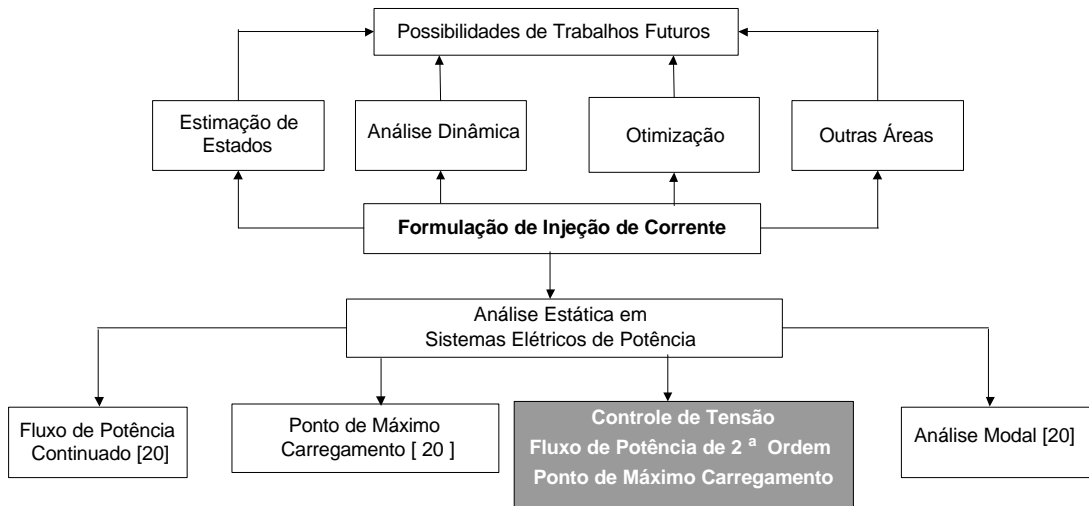 Possibilidades de Trabalhos Futuros
Estimação de
Estados
Análise Dinâmica
Otimização
Outras Áreas
Formulação de Injeção de Corrente
Análise Estática em
Sistemas Elétricos de Potência
Fluxo de Potência
Continuado [20]
Ponto de Máximo
Carregamento [ 20 ]
Controle de Tensão
Fluxo de Potência de 2 ª Ordem
Ponto de Máximo Carregamento
Análise Modal [20]